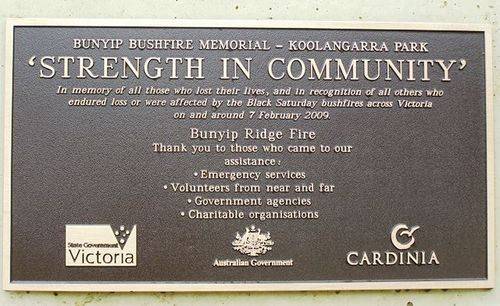 BUNYIP BUSHFIRE MEMORIAL – KOOLANGARRA PARK
'STRENGTH IN COMMUNITY'
In memory of all those who lost their lives, and in recognition of all others who
endured loss or were affected by the Black Saturday bushfires across Victoria
on and around 7 February 2009.
Bunyip Ridge Fire
Thank you to those who came to our
assistance:
• Emergency services
• Volunteers from near and far
• Government agencies
• Charitable organisations
State Government
Victoria
Australian Government
CARDINIA